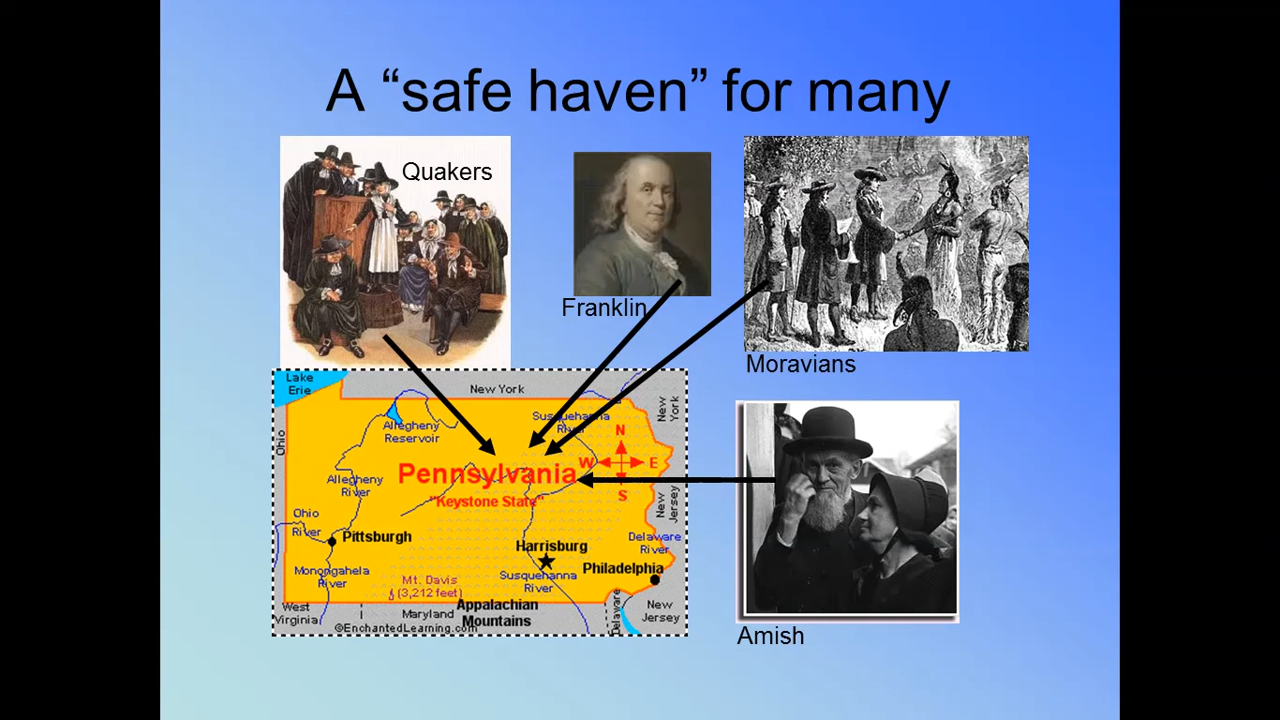 A “safe haven” for many
Quakers
Franklin
Moravians
Amish
Lake
Erie
New York
New
York
Ohio
Allegheny
Reservoir
Susquehanna
River
N
W
E
S
Pennsylvania
"Keystone State"
Allegheny
River
New
Jersey
Ohio
River
Pittsburgh
Harrisburg
Delaware
River
Philadelphia
Monongahela
River
Mt. Davis
(3,212 feet)
Susquehanna
River
West
Virginia
Maryland
Appalachian
Mountains
Delaware
New
Jersey
©EnchantedLearning.com